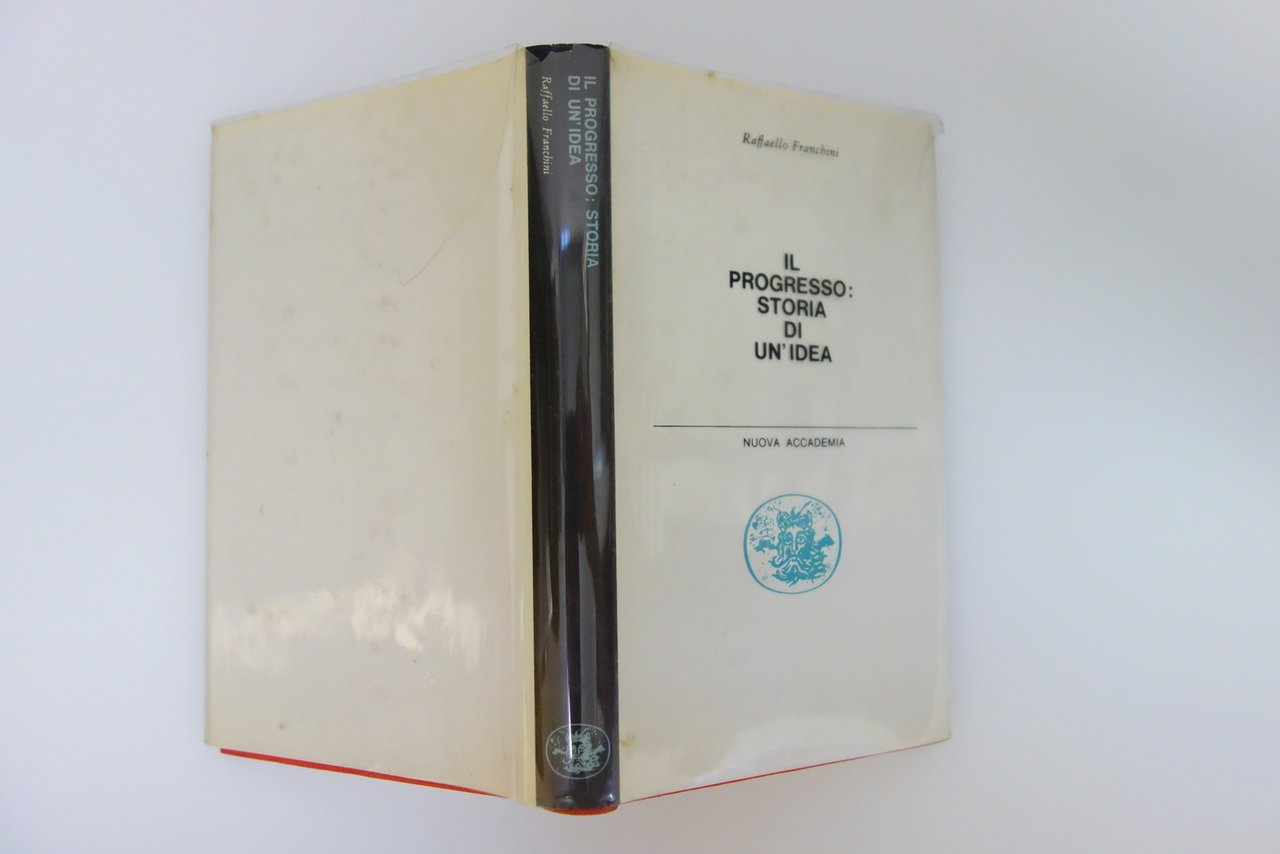 IL PROGRESSO: STORIA
DI UN'IDEA
Raffaello Franchini
Raffaello Franchini
IL
PROGRESSO:
STORIA
DI
UN'IDEA
NUOVA ACCADEMIA